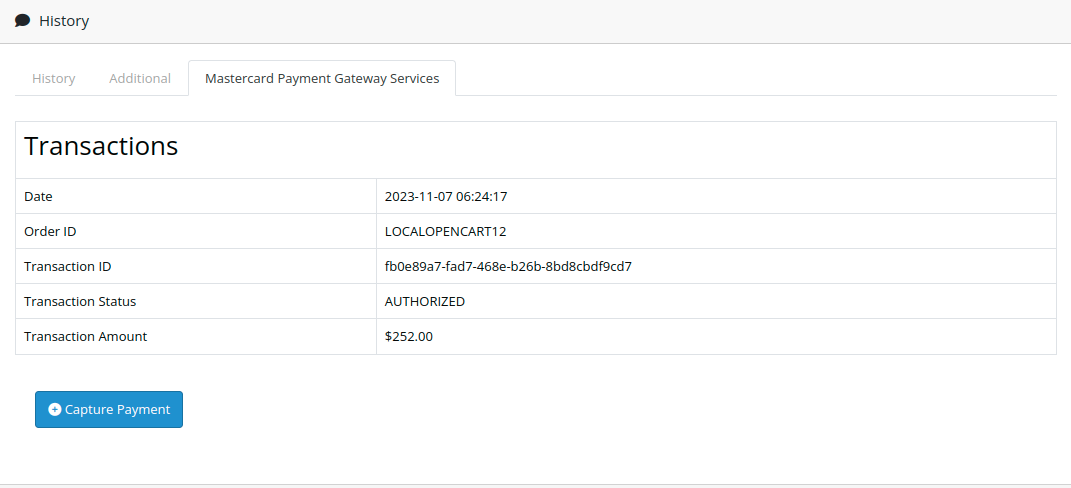 History
History Additional Mastercard Payment Gateway Services
Transactions
Date 2023-11-07 06:24:17
Order ID LOCALOPENCART12
Transaction ID fb0e89a7-fad7-468e-b26b-8bd8cbdf9cd7
Transaction Status AUTHORIZED
Transaction Amount $252.00
Capture Payment